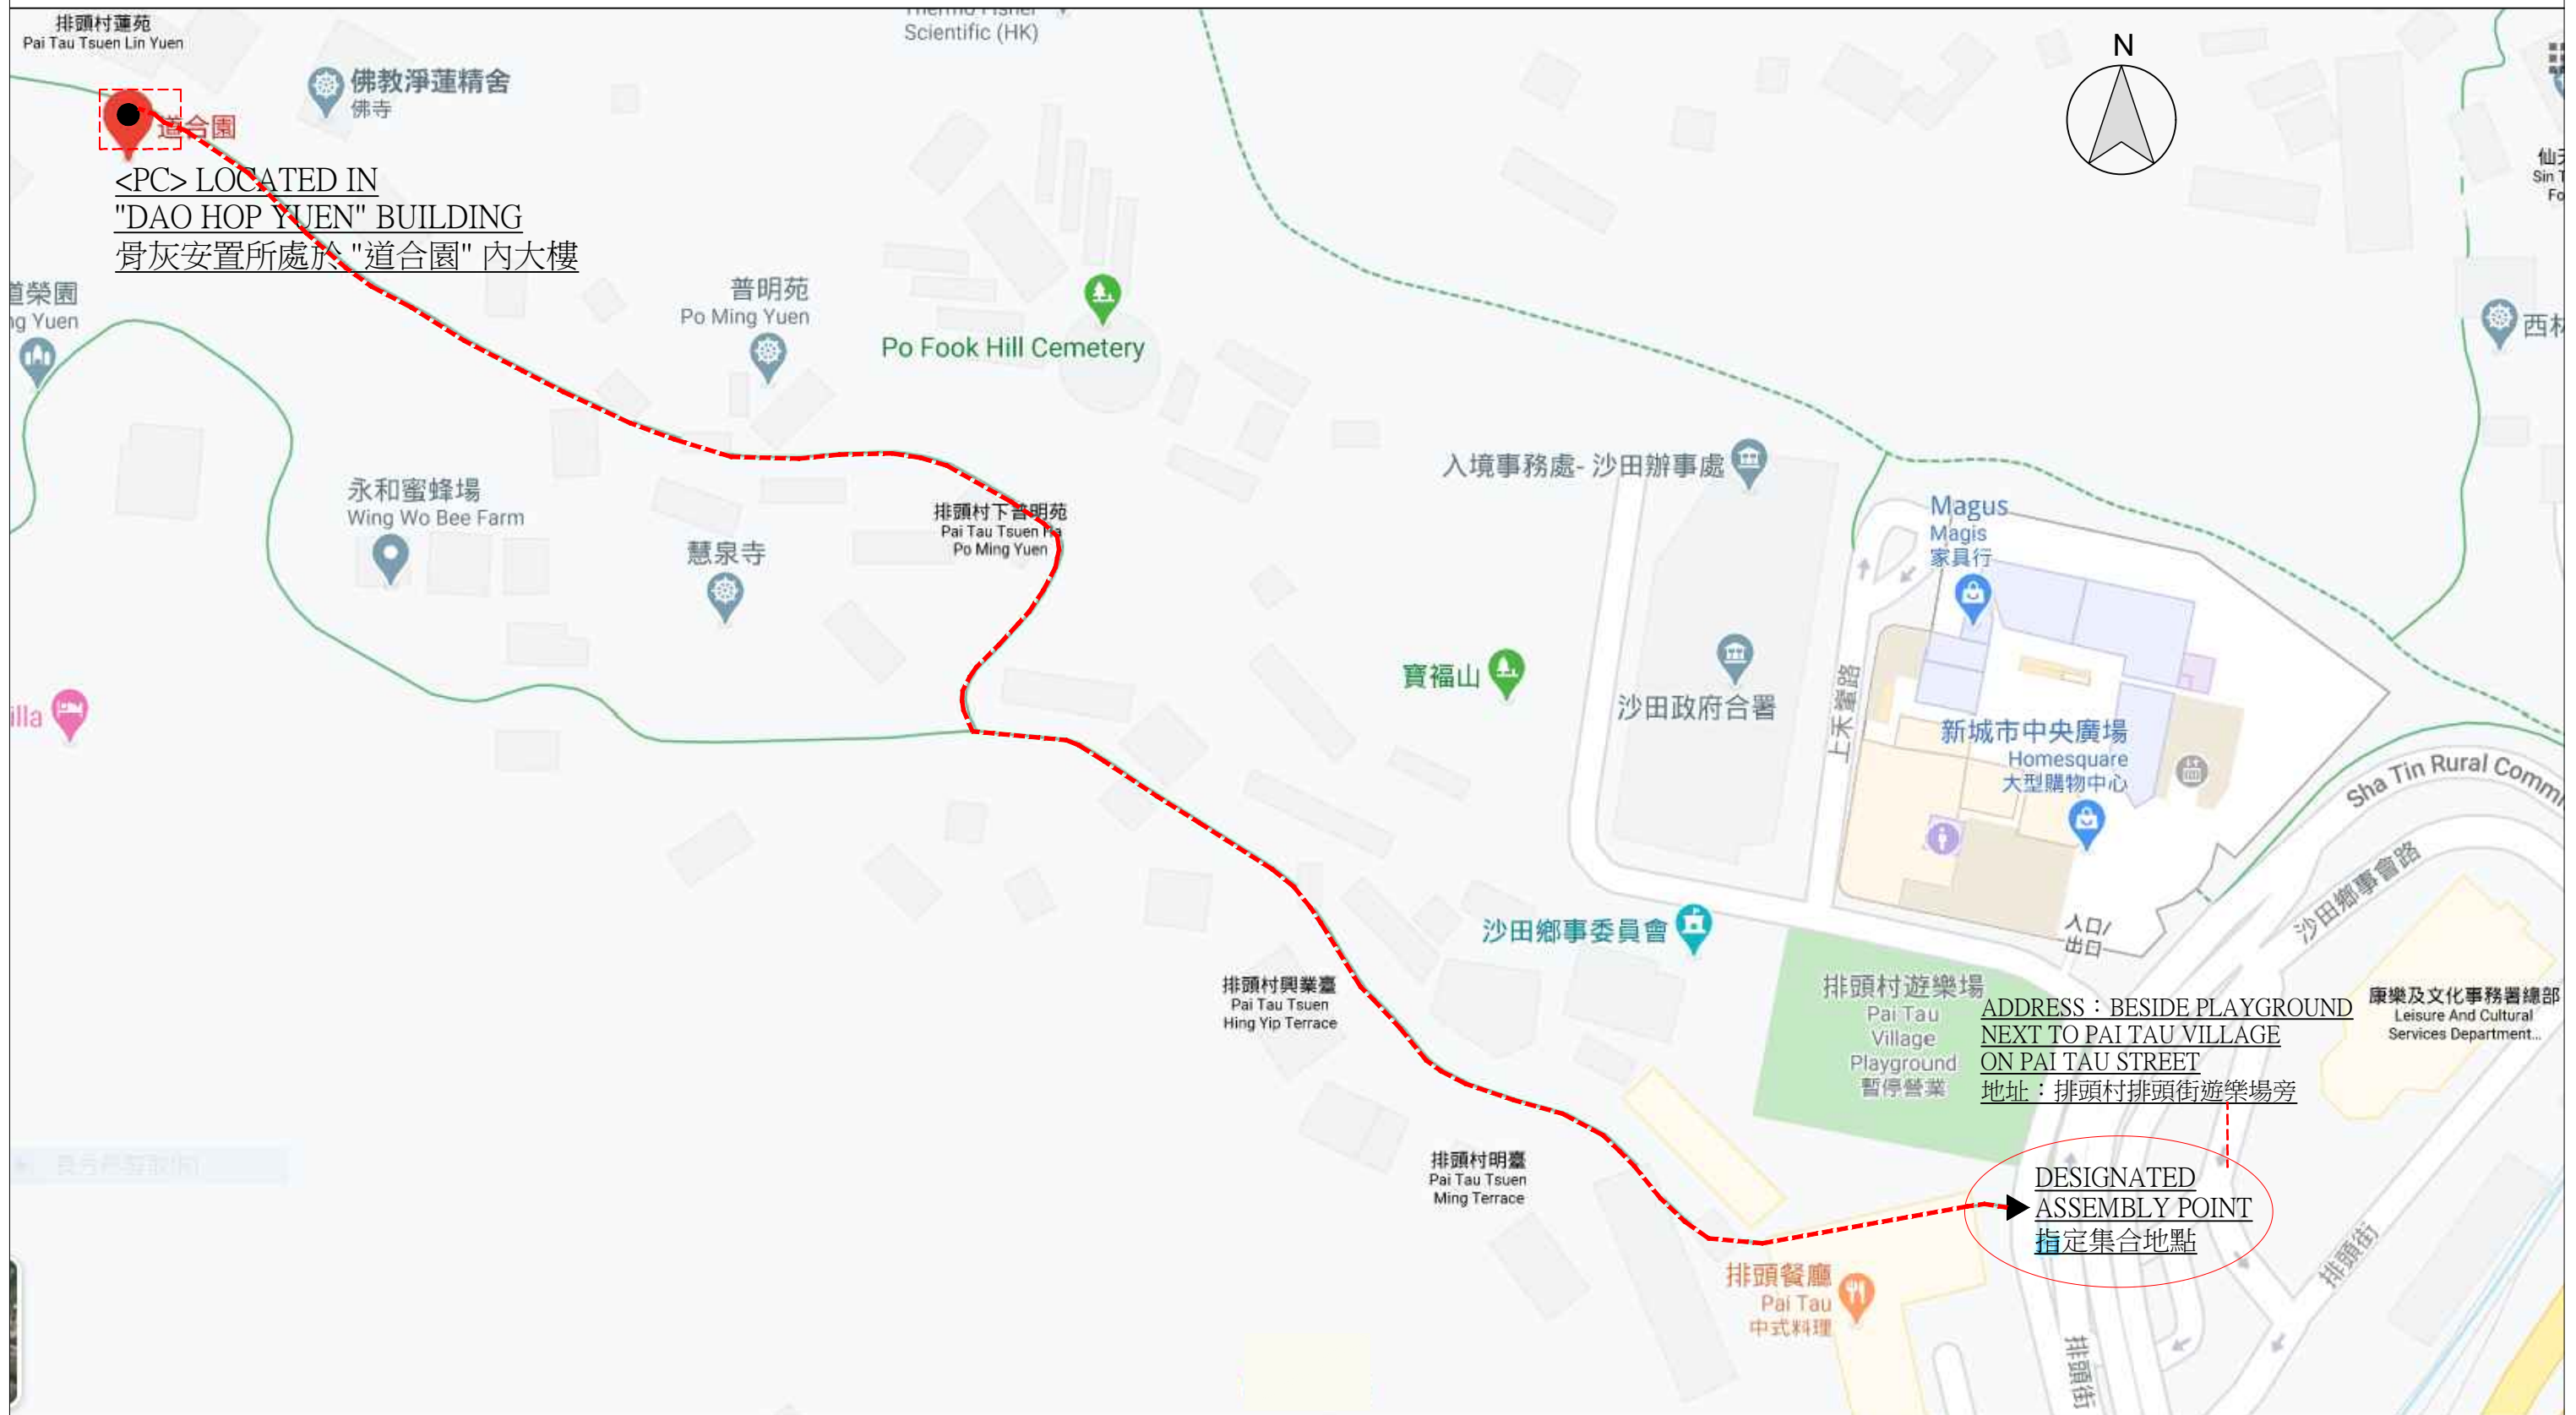 排頭村蓮苑
Pai Tau Tsuen Lin Yuen
佛教淨蓮精舍
佛寺
道合園
<PC> LOCATED IN
"DAO HOP YUEN" BUILDING
骨灰安置所處於 "道合園" 內大樓
Scientific (HK)
N
道榮園
Yuen
普明苑
Po Ming Yuen
Po Fook Hill Cemetery
西林
永和蜜蜂場
Wing Wo Bee Farm
慧泉寺
排頭村下普明苑
Pai Tau Tsuen Ha
Po Ming Yuen
入境事務處- 沙田辦事處
Magus
Magis
家具行
寶福山
沙田政府合署
上禾輋路
新城市中央廣場
Homesquare
大型購物中心
Sha Tin Rural Commi
沙田鄉事會路
沙田鄉事委員會
入口/
出口
排頭村興業臺
Pai Tau Tsuen
Hing Yip Terrace
排頭村遊樂場
Pai Tau
Village
Playground
暫停營業
ADDRESS：BESIDE PLAYGROUND
NEXT TO PAI TAU VILLAGE
ON PAI TAU STREET
地址：排頭村排頭街遊樂場旁
康樂及文化事務署總部
Leisure And Cultural
Services Department...
排頭村明臺
Pai Tau Tsuen
Ming Terrace
DESIGNATED
ASSEMBLY POINT
指定集合地點
排頭餐廳
Pai Tau
中式料理
排頭街
排頭街